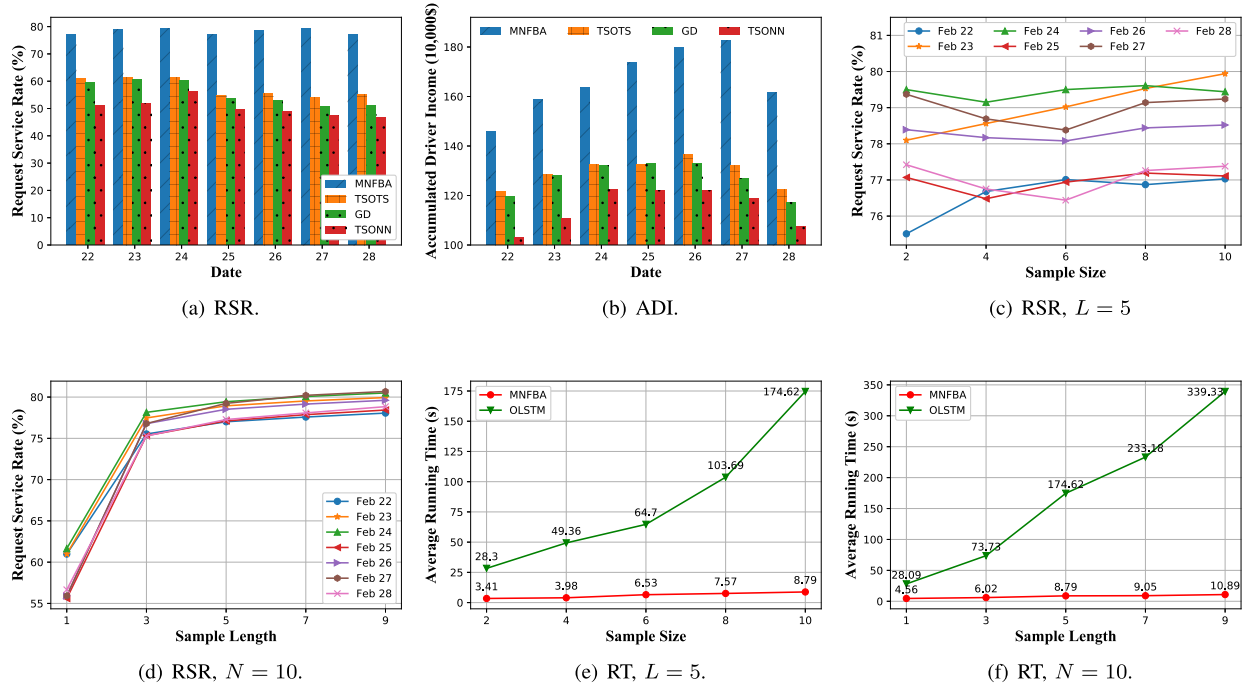 Request Service Rate (%)
80
70
60
50
40
30
20
10
0
MNFBA
TSOTS
GD
TSONN
22 23 24 25 26 27 28
Date
(a) RSR.
Accumulated Driver Income (10,000$)
180
160
140
120
100
MNFBA TSOTS GD TSONN
22 23 24 25 26 27 28
Date
(b) ADI.
Request Service Rate (%)
81
80
79
78
77
76
Feb 22 Feb 24 Feb 26 Feb 28
Feb 23 Feb 25 Feb 27
2 4 6 8 10
Sample Size
(c) RSR, L = 5
Request Service Rate (%)
80
75
70
65
60
55
Feb 22
Feb 23
Feb 24
Feb 25
Feb 26
Feb 27
Feb 28
1 3 5 7 9
Sample Length
(d) RSR, N = 10.
Average Running Time (s)
175
150
125
100
75
50
25
0
MNFBA
OLSTM
28.3 49.36 64.7 103.69 174.62
3.41 3.98 6.53 7.57 8.79
2 4 6 8 10
Sample Size
(e) RT, L = 5.
Average Running Time (s)
350
300
250
200
150
100
50
0
MNFBA
OLSTM
28.09 73.73 174.62 233.18 339.33
4.56 6.02 8.79 9.05 10.89
1 3 5 7 9
Sample Length
(f) RT, N = 10.